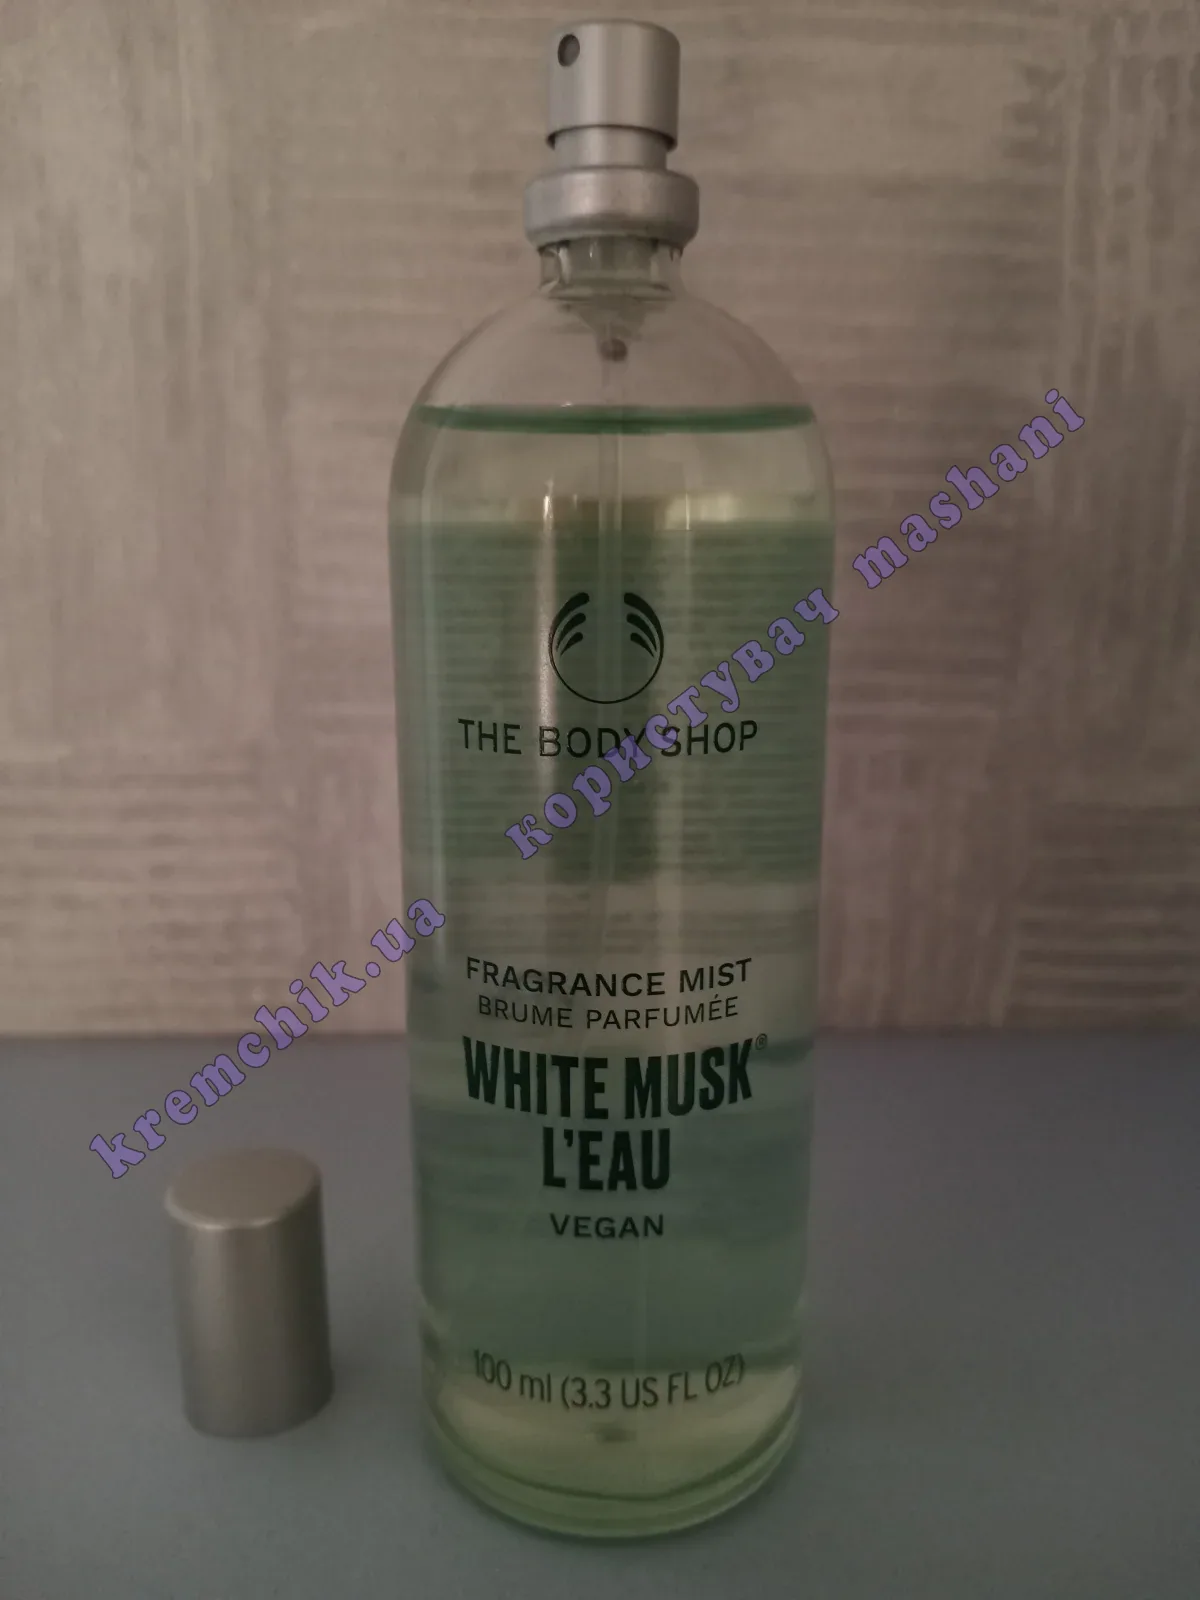 THE BODY SHOP
FRAGRANCE MIST
BRUME PARFUMÉE
WHITE MUSK®
L'EAU
VEGAN
100 ml (3.3 US FL OZ)
kremchik.ua користувач mashani